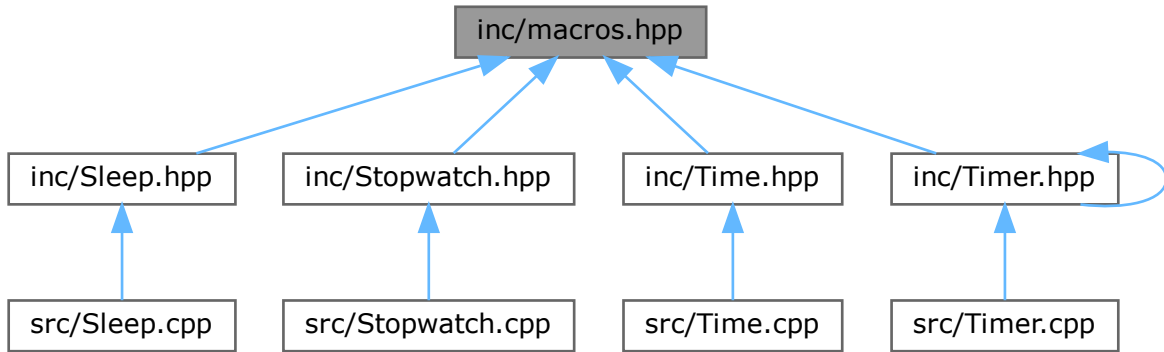 inc/macros.hpp
inc/Sleep.hpp
inc/Stopwatch.hpp
inc/Time.hpp
inc/Timer.hpp
src/Sleep.cpp
src/Stopwatch.cpp
src/Time.cpp
src/Timer.cpp